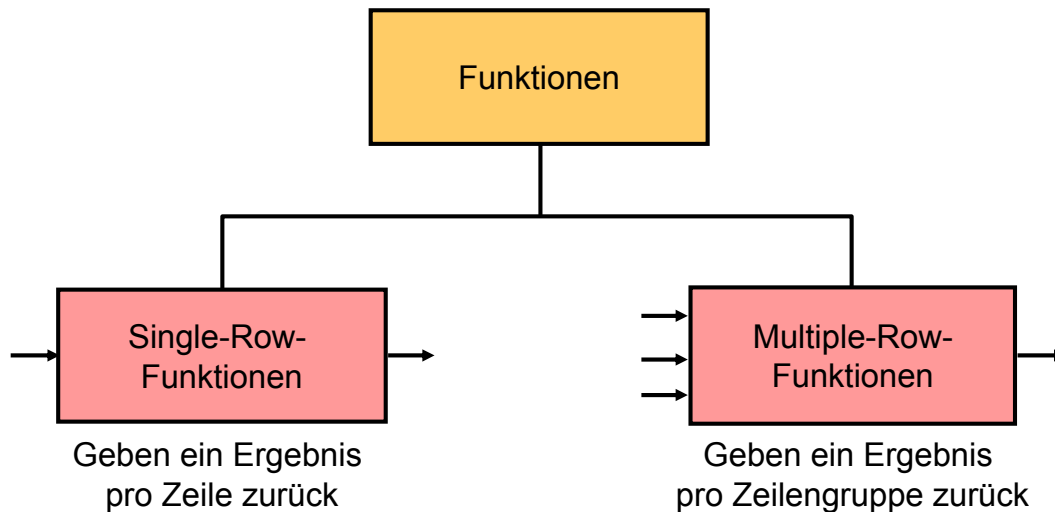 Funktionen
Single-Row-
Funktionen
Geben ein Ergebnis
pro Zeile zurück
Multiple-Row-
Funktionen
Geben ein Ergebnis
pro Zeilengruppe zurück